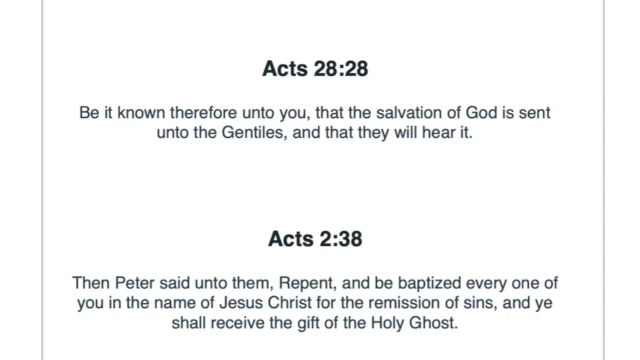 Acts 28:28
Be it known therefore unto you, that the salvation of God is sent
unto the Gentiles, and that they will hear it.
Acts 2:38
Then Peter said unto them, Repent, and be baptized every one of
you in the name of Jesus Christ for the remission of sins, and ye
shall receive the gift of the Holy Ghost.